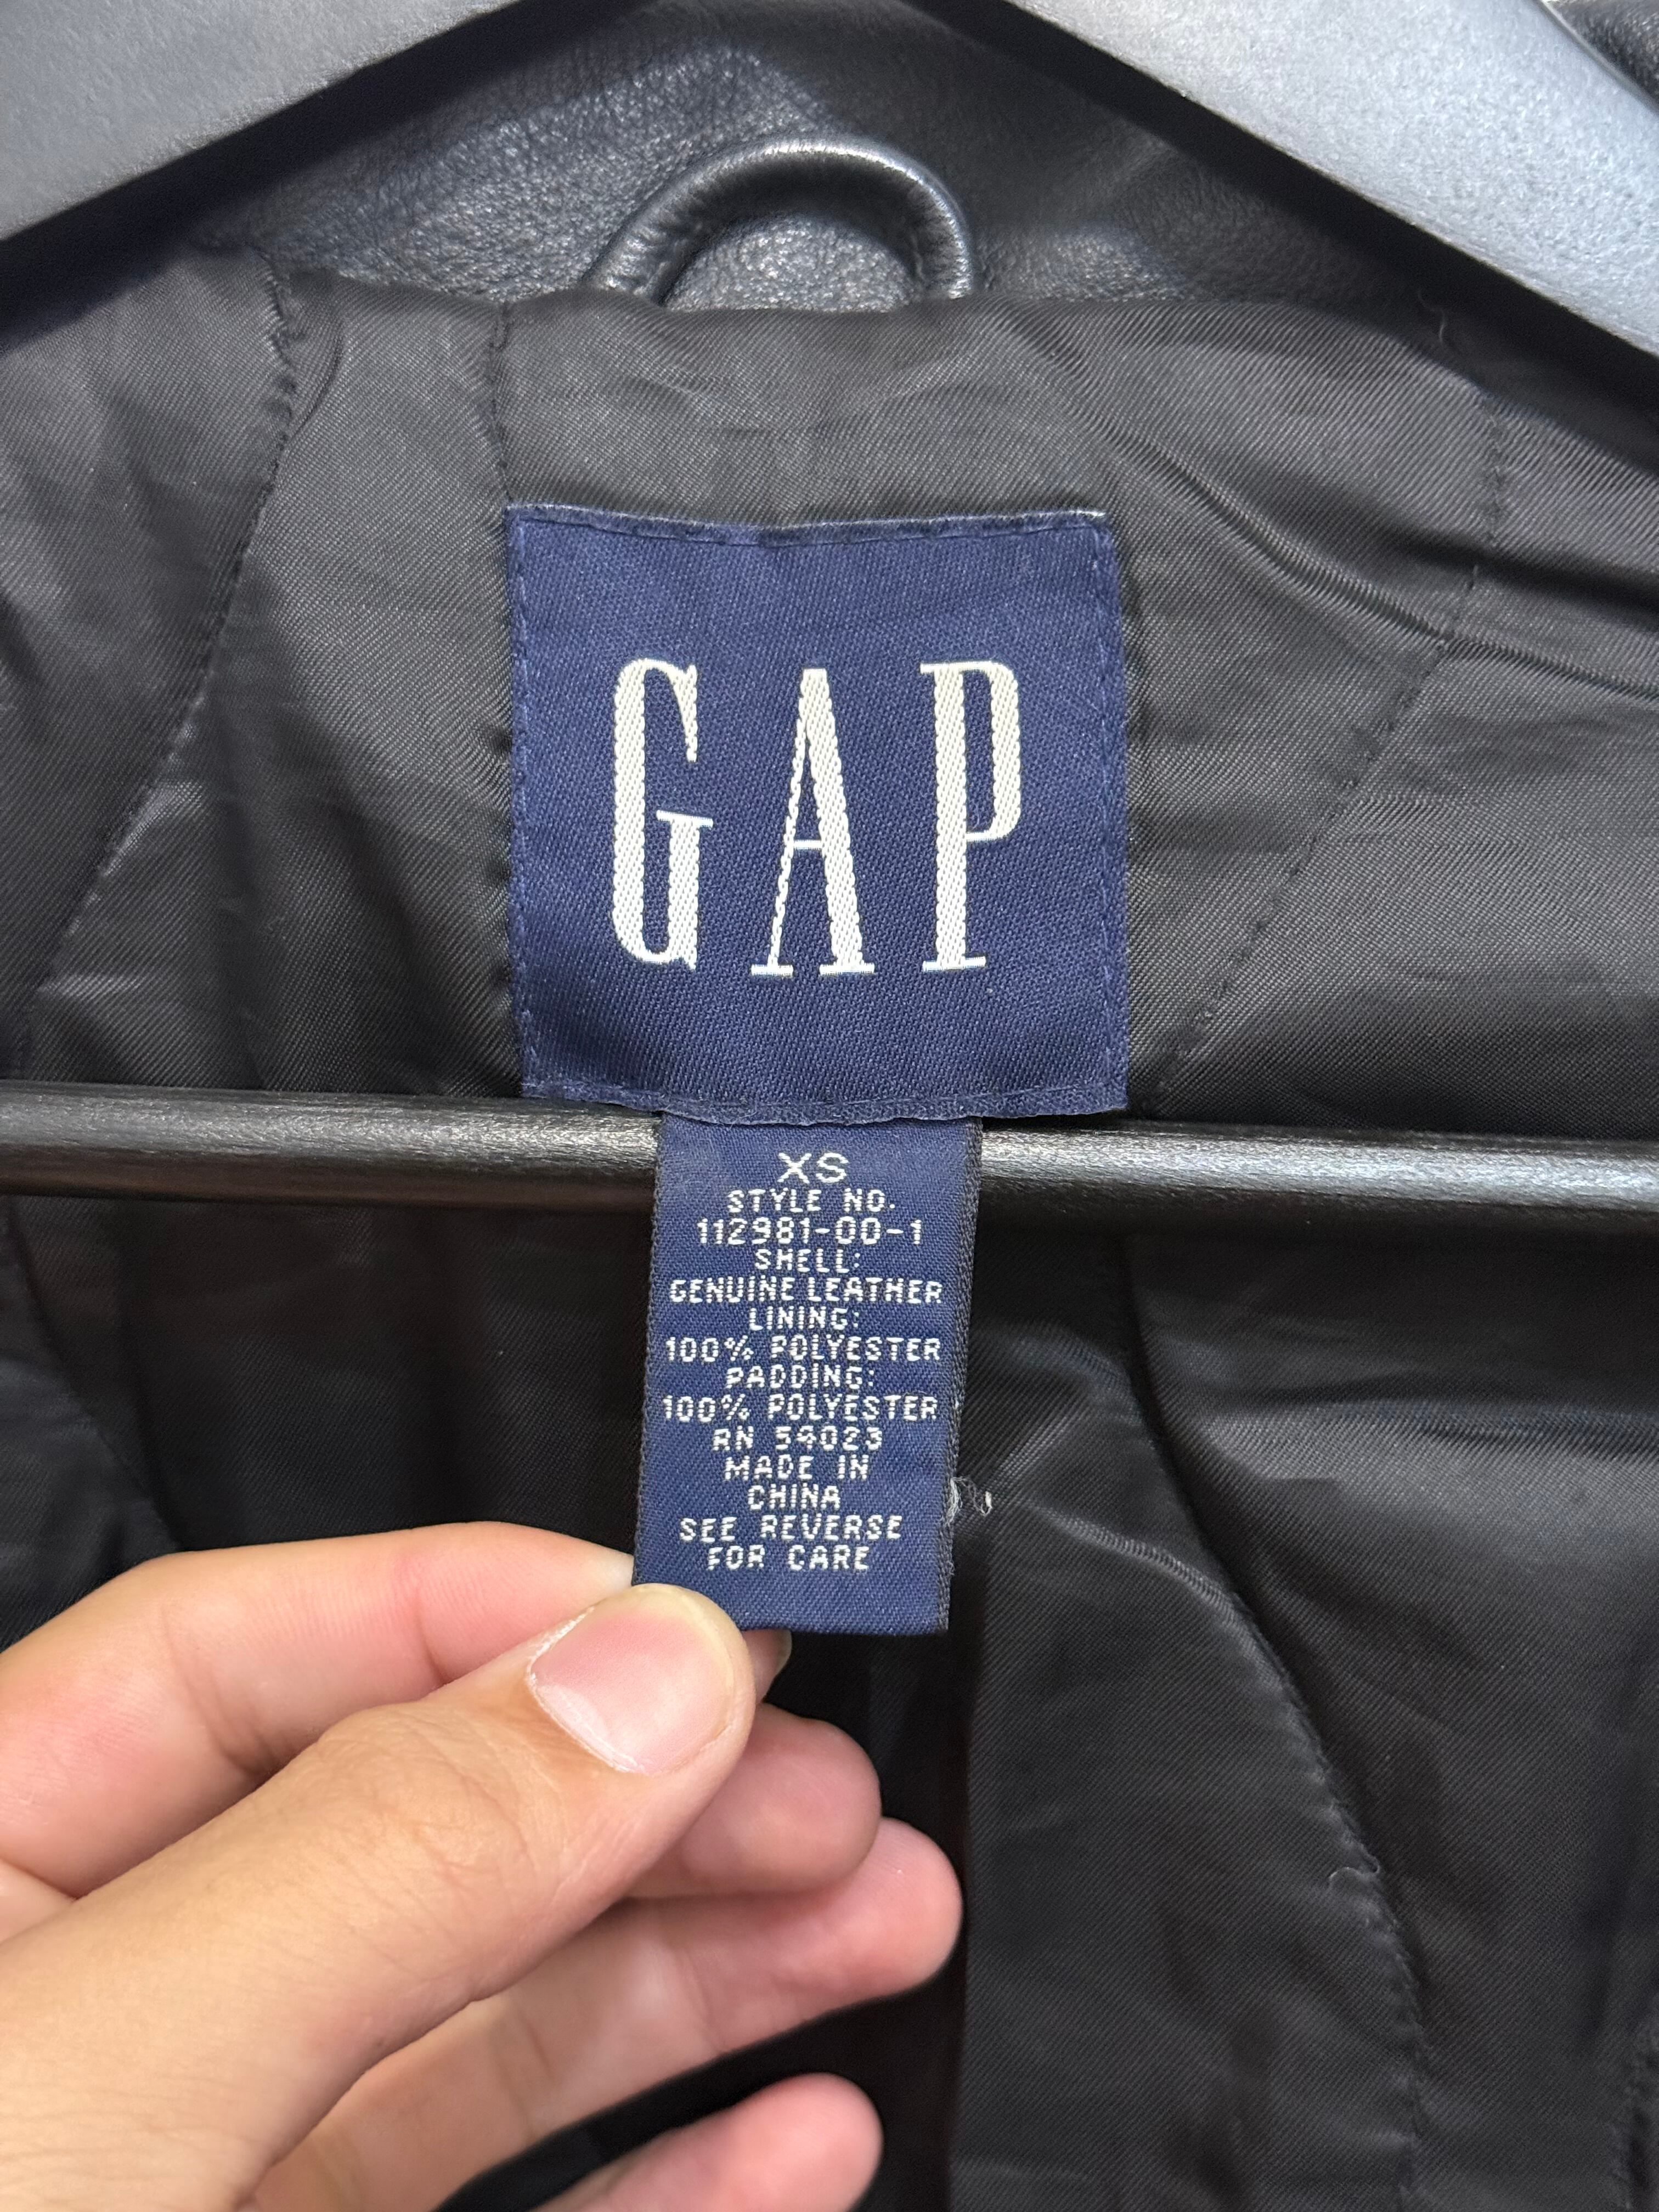 GAP
XS
STYLE NO.
112981-00-1
SHELL:
GENUINE LEATHER
LINING:
100% POLYESTER
PADDING:
100% POLYESTER
RN 54023
MADE IN
CHINA
SEE REVERSE
FOR CARE